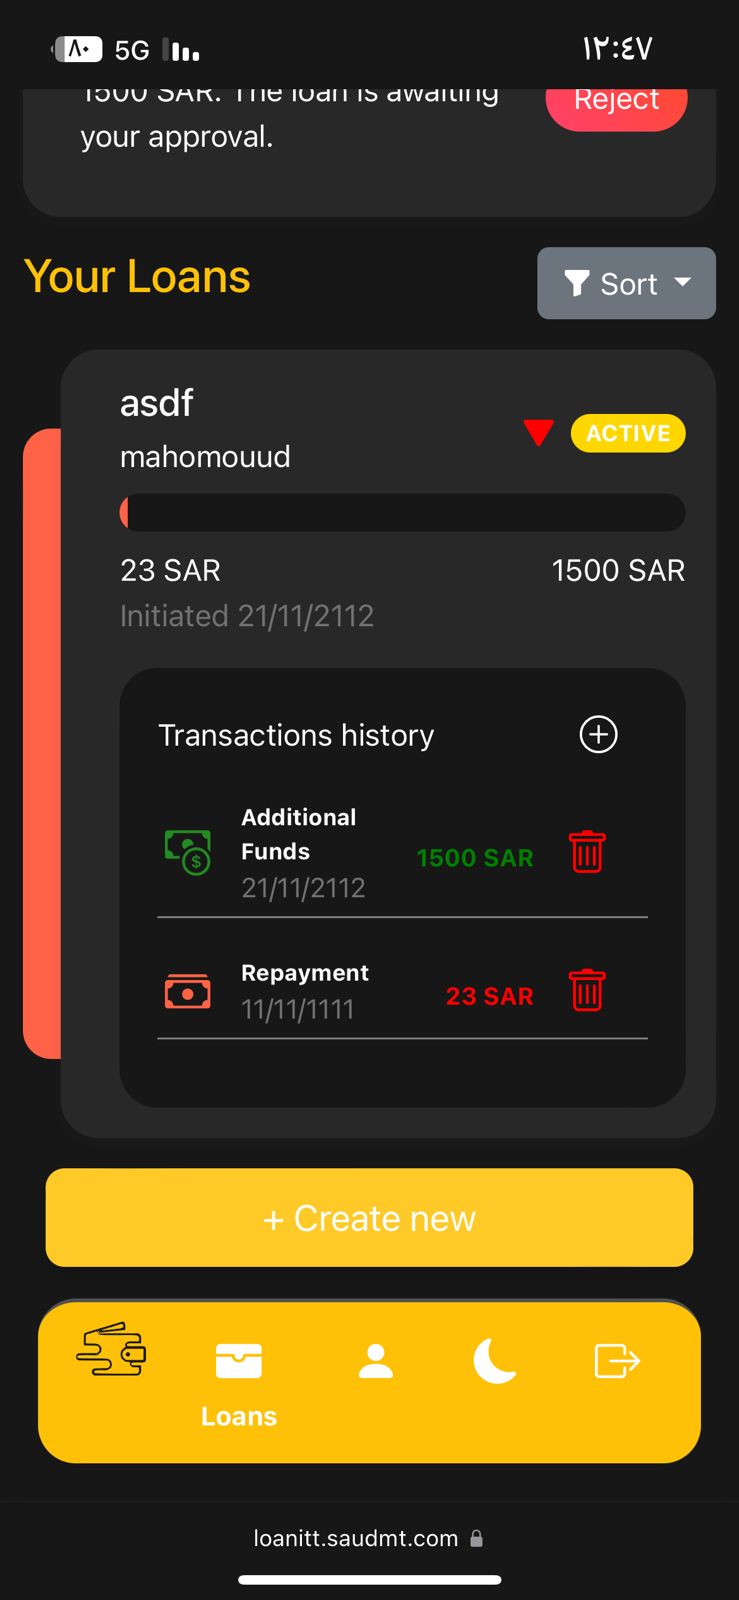 ٨٠ 5G ١٢:٤٧
1500 SAR. The loan is awaiting
your approval.
Reject
Your Loans
Sort
asdf
mahomouud
ACTIVE
23 SAR 1500 SAR
Initiated 21/11/2112
Transactions history
Additional
Funds
1500 SAR
21/11/2112
Repayment
23 SAR
11/11/1111
+ Create new
Loans
loanitt.saudmt.com